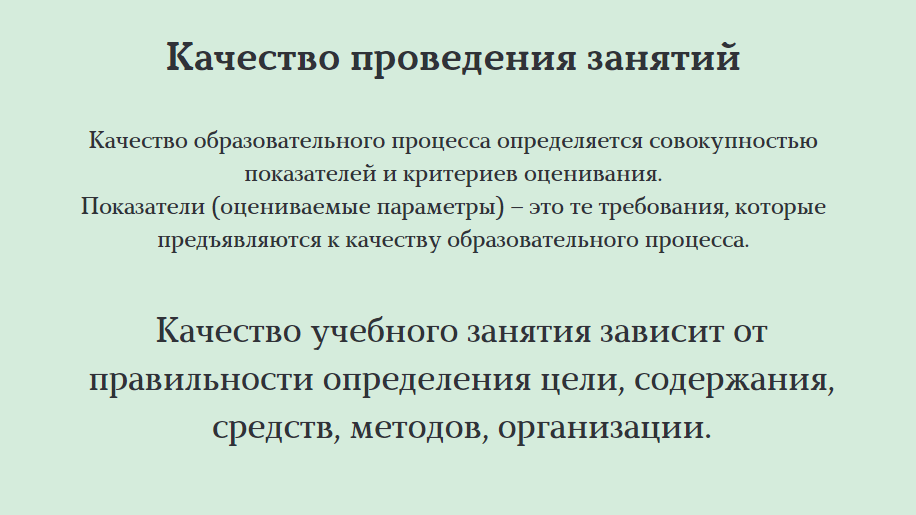 Качество проведения занятий
Качество образовательного процесса определяется совокупностью
показателей и критериев оценивания.
Показатели (оцениваемые параметры) – это те требования, которые
предъявляются к качеству образовательного процесса.
Качество учебного занятия зависит от
правильности определения цели, содержания,
средств, методов, организации.